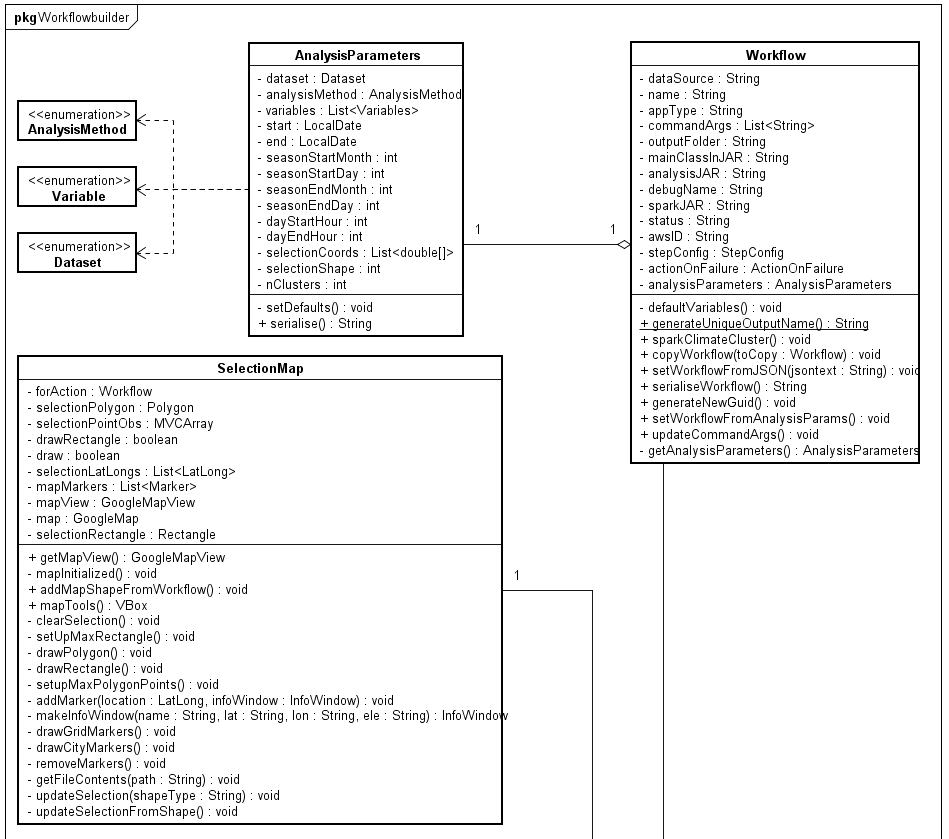 pkg Workflowbuilder
<<enumeration>>
AnalysisMethod
<<enumeration>>
Variable
<<enumeration>>
Dataset
AnalysisParameters
- dataset : Dataset
- analysisMethod : AnalysisMethod
- variables : List<Variables>
- start : LocalDate
- end : LocalDate
- seasonStartMonth : int
- seasonStartDay : int
- seasonEndMonth : int
- seasonEndDay : int
- dayStartHour : int
- dayEndHour : int
- selectionCoords : List<double[]>
- selectionShape : int
- nClusters : int
- setDefaults() : void
+ serialise() : String
1
1
Workflow
- dataSource : String
- name : String
- appType : String
- commandArgs : List<String>
- outputFolder : String
- mainClassInJAR : String
- analysisJAR : String
- debugName : String
- sparkJAR : String
- status : String
- awsID : String
- stepConfig : StepConfig
- actionOnFailure : ActionOnFailure
- analysisParameters : AnalysisParameters
- defaultVariables() : void
+ generateUniqueOutputName() : String
+ sparkClimateCluster() : void
+ copyWorkflow(toCopy : Workflow) : void
+ setWorkflowFromJSON(jsontext : String) : void
+ serialiseWorkflow() : String
+ generateNewGuid() : void
+ setWorkflowFromAnalysisParams() : void
+ updateCommandArgs() : void
- getAnalysisParameters() : AnalysisParameters
SelectionMap
- forAction : Workflow
- selectionPolygon : Polygon
- selectionPointObs : MVCArray
- drawRectangle : boolean
- draw : boolean
- selectionLatLongs : List<LatLong>
- mapMarkers : List<Marker>
- mapView : GoogleMapView
- map : GoogleMap
- selectionRectangle : Rectangle
+ getMapView() : GoogleMapView
- mapInitialized() : void
+ addMapShapeFromWorkflow() : void
+ mapTools() : VBox
- clearSelection() : void
- setUpMaxRectangle() : void
- drawPolygon() : void
- drawRectangle() : void
- setupMaxPolygonPoints() : void
- addMarker(location : LatLong, infoWindow : InfoWindow) : void
- makeInfoWindow(name : String, lat : String, lon : String, ele : String) : InfoWindow
- drawGridMarkers() : void
- drawCityMarkers() : void
- removeMarkers() : void
- getFileContents(path : String) : void
- updateSelection(shapeType : String) : void
- updateSelectionFromShape() : void
1